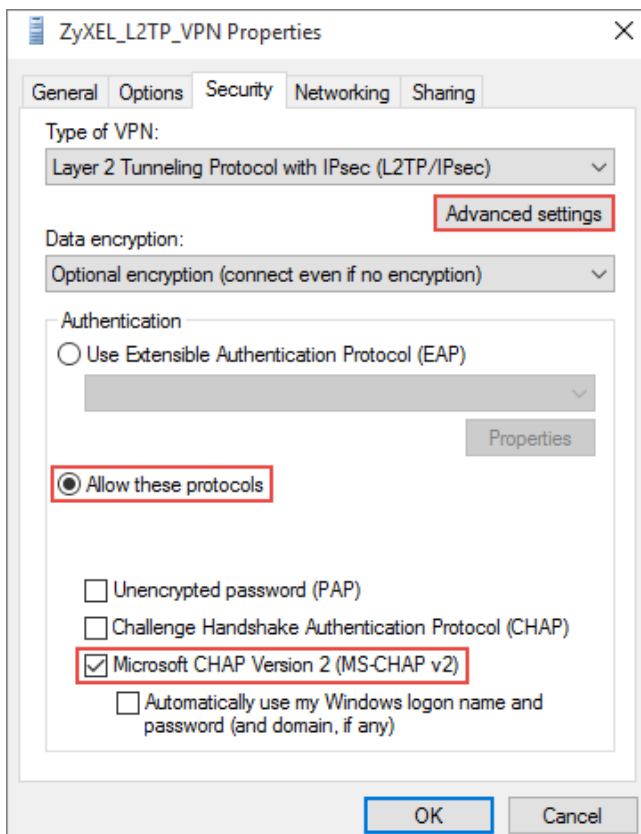 ZyXEL_L2TP_VPN Properties
General Options Security Networking Sharing
Type of VPN:
Layer 2 Tunneling Protocol with IPsec (L2TP/IPsec)
Advanced settings
Data encryption:
Optional encryption (connect even if no encryption)
Authentication
Use Extensible Authentication Protocol (EAP)
Properties
Allow these protocols
Unencrypted password (PAP)
Challenge Handshake Authentication Protocol (CHAP)
Microsoft CHAP Version 2 (MS-CHAP v2)
Automatically use my Windows logon name and
password (and domain, if any)
OK Cancel